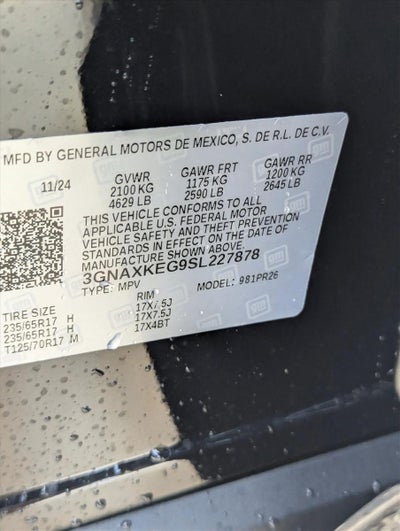 MFD BY GENERAL MOTORS DE MEXICO, S. DE R.L. DE C.V.
11/24 GVWR GAWR FRT GAWR RR
2100 KG 1175 KG 1200 KG
4629 LB 2590 LB 2645 LB
THIS VEHICLE CONFORMS TO ALL
APPLICABLE U.S. FEDERAL MOTOR
VEHICLE SAFETY AND THEFT PREVENTION
STANDARDS IN EFFECT ON THE DATE OF
MANUFACTURE SHOWN ABOVE.
3GNAXKEG9SL227878
TYPE: MPV MODEL: 981PR26
TIRE SIZE RIM
235/65R17 H 17X7.5J
235/65R17 H 17X7.5J
T125/70R17 M 17X4BT